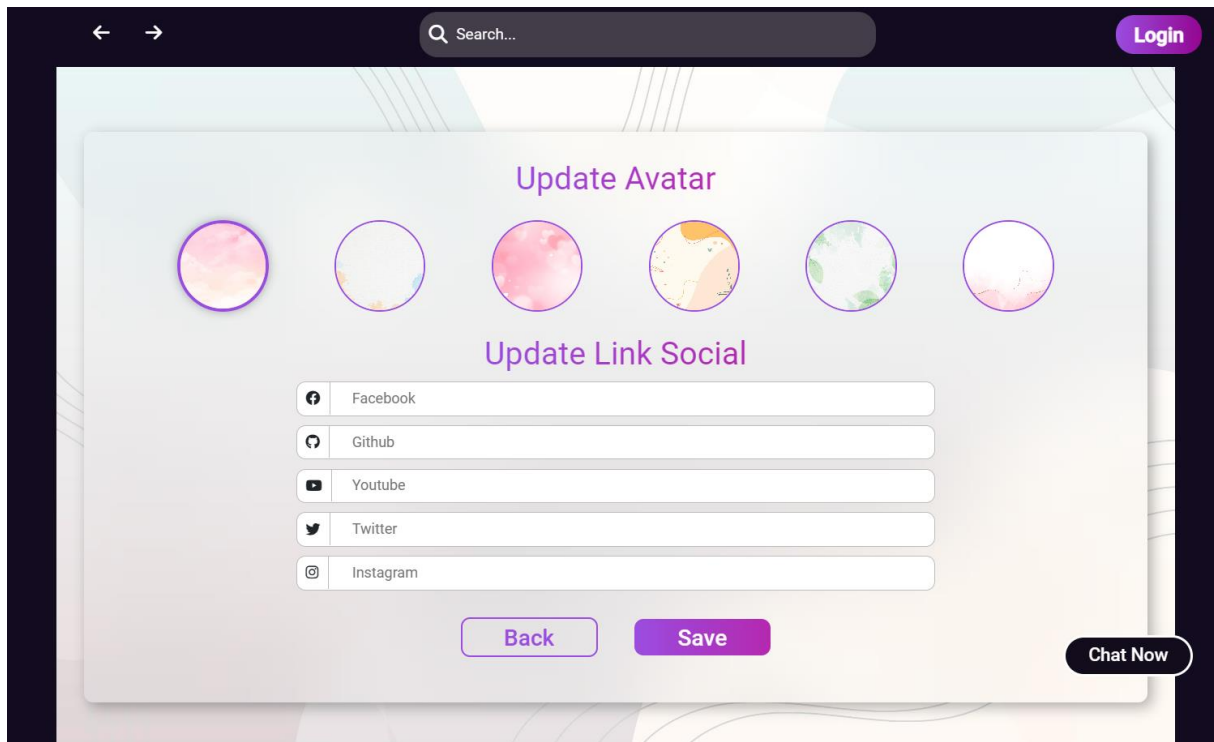 Search...
Login
Update Avatar
Update Link Social
Facebook
Github
Youtube
Twitter
Instagram
Back Save
Chat Now